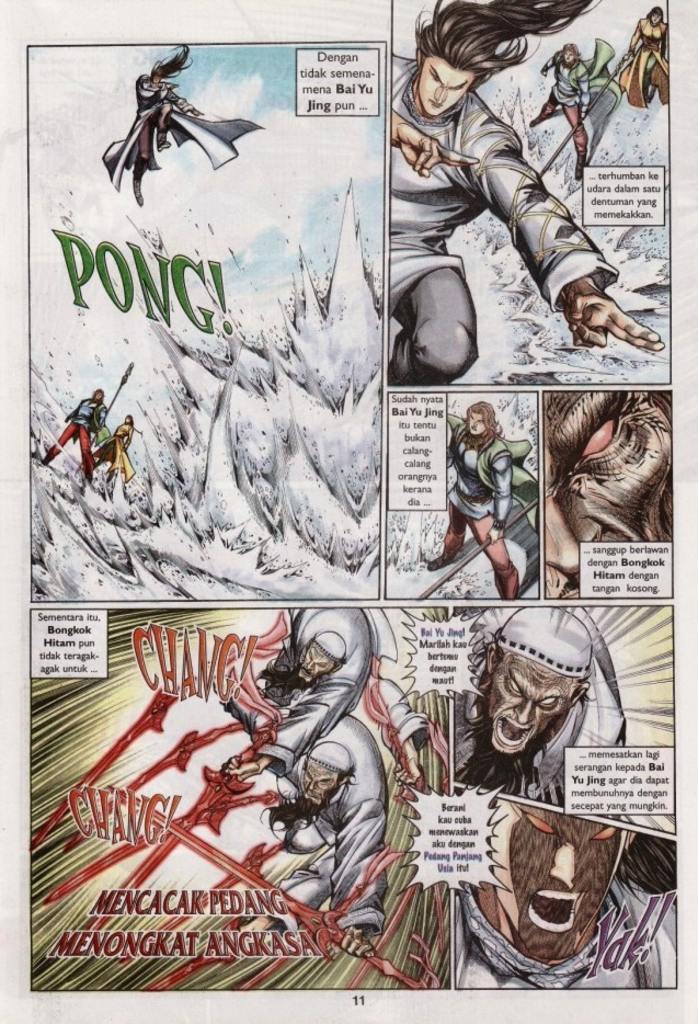 Dengan
tidak semena-
mena Bai Yu
Jing pun ...
PONG!
... terhumban ke
udara dalam satu
dentuman yang
memekakkan.
Sudah nyata
Bai Yu Jing
itu tentu
bukan
calang-
calang
orangnya
kerana
dia ...
... sanggup berlawan
dengan Bongkok
Hitam dengan
tangan kosong.
Sementara itu,
Bongkok
Hitam pun
tidak teragak-
agak untuk ...
CHANG!
CHANG!
MENCACAK PEDANG
MENONGKAT ANGKASA
Bai Yu Jing!
Marilah kau
bertemu
dengan
maut!
... memesatkan lagi
serangan kepada Bai
Yu Jing agar dia dapat
membunuhnya dengan
secepat yang mungkin.
Berani
kau cuba
menewaskan
aku dengan
Pedang Panjang
Usia itu!
Yak!
11